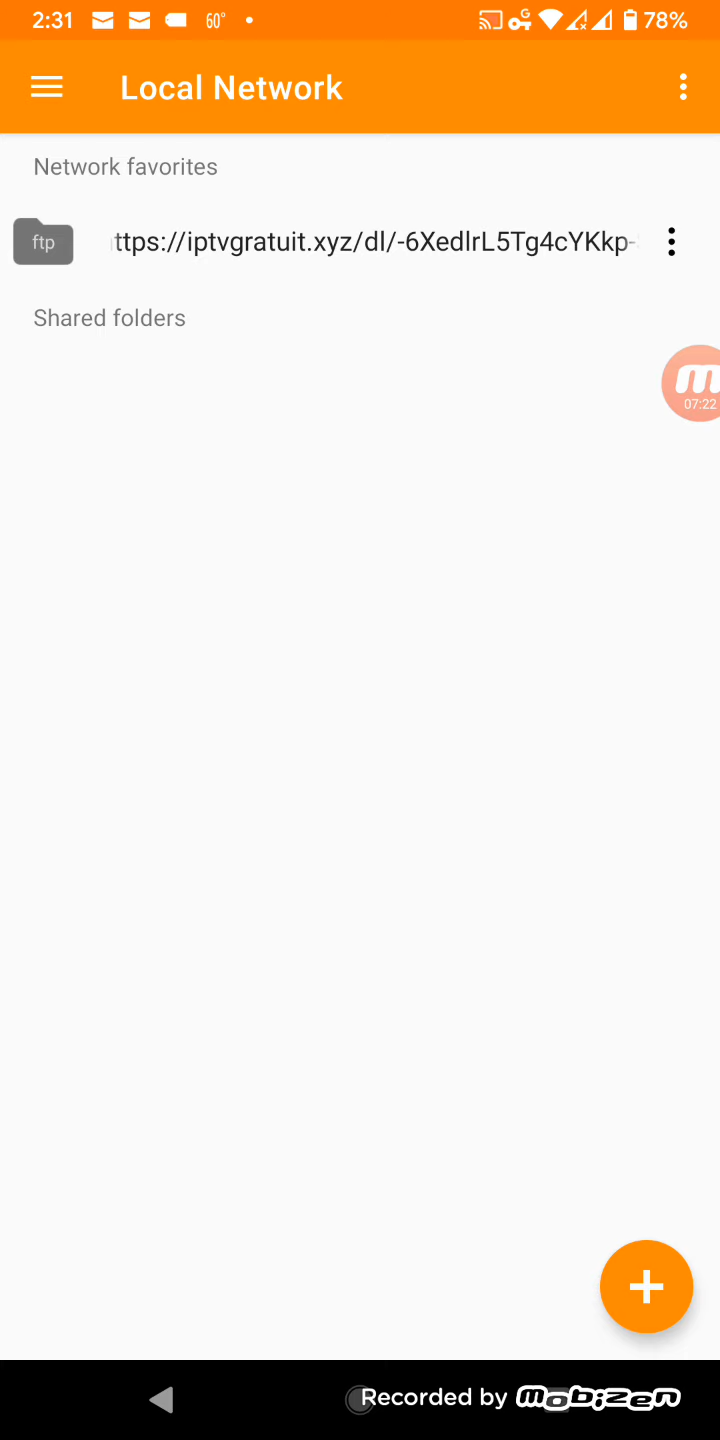 2:31 60° 78%
Local Network
Network favorites
ftp ttps://iptvgratuit.xyz/dl/-6XedlrL5Tg4cYKkp-
Shared folders
m
07:22
Recorded by mobizen